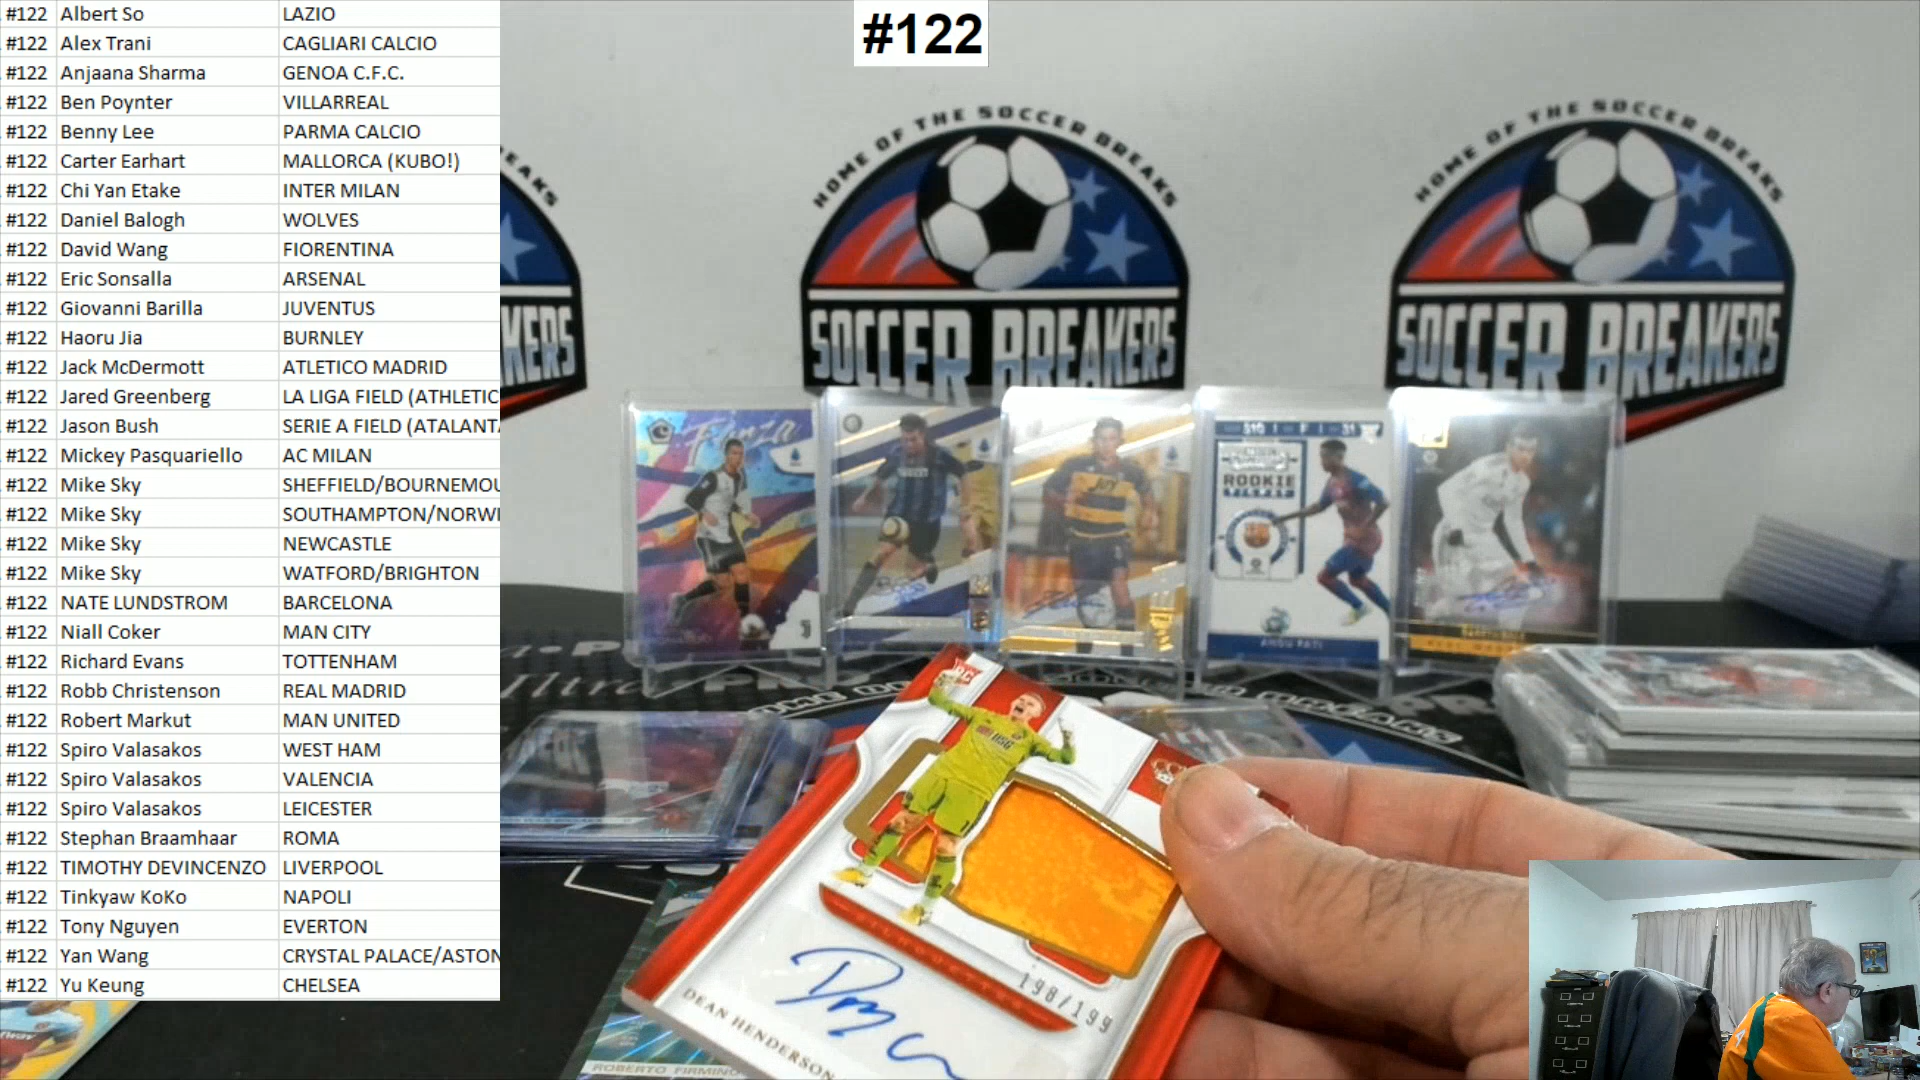 #122 Albert So LAZIO
#122 Alex Trani CAGLIARI CALCIO
#122 Anjaana Sharma GENOA C.F.C.
#122 Ben Poynter VILLARREAL
#122 Benny Lee PARMA CALCIO
#122 Carter Earhart MALLORCA (KUBO!)
#122 Chi Yan Etake INTER MILAN
#122 Daniel Balogh WOLVES
#122 David Wang FIORENTINA
#122 Eric Sonsalla ARSENAL
#122 Giovanni Barilla JUVENTUS
#122 Haoru Jia BURNLEY
#122 Jack McDermott ATLETICO MADRID
#122 Jared Greenberg LA LIGA FIELD (ATHLETIC
#122 Jason Bush SERIE A FIELD (ATALANTA
#122 Mickey Pasquariello AC MILAN
#122 Mike Sky SHEFFIELD/BOURNEMOU
#122 Mike Sky SOUTHAMPTON/NORWI
#122 Mike Sky NEWCASTLE
#122 Mike Sky WATFORD/BRIGHTON
#122 NATE LUNDSTROM BARCELONA
#122 Niall Coker MAN CITY
#122 Richard Evans TOTTENHAM
#122 Robb Christenson REAL MADRID
#122 Robert Markut MAN UNITED
#122 Spiro Valasakos WEST HAM
#122 Spiro Valasakos VALENCIA
#122 Spiro Valasakos LEICESTER
#122 Stephan Braamhaar ROMA
#122 TIMOTHY DEVINCENZO LIVERPOOL
#122 Tinkyaw KoKo NAPOLI
#122 Tony Nguyen EVERTON
#122 Yan Wang CRYSTAL PALACE/ASTON
#122 Yu Keung CHELSEA
#122
EAKS
KERS
HOME OF THE SOCCER BREAKS
SOCCER BREAKERS
HOME OF THE SOCCER BREAKS
SOCCER BREAKERS
ROOKIE
TICKET
ANSU FATI
RC
USG
SILHOUETTES
198/199
DEAN HENDERSON
ROBERTO FIRMINO